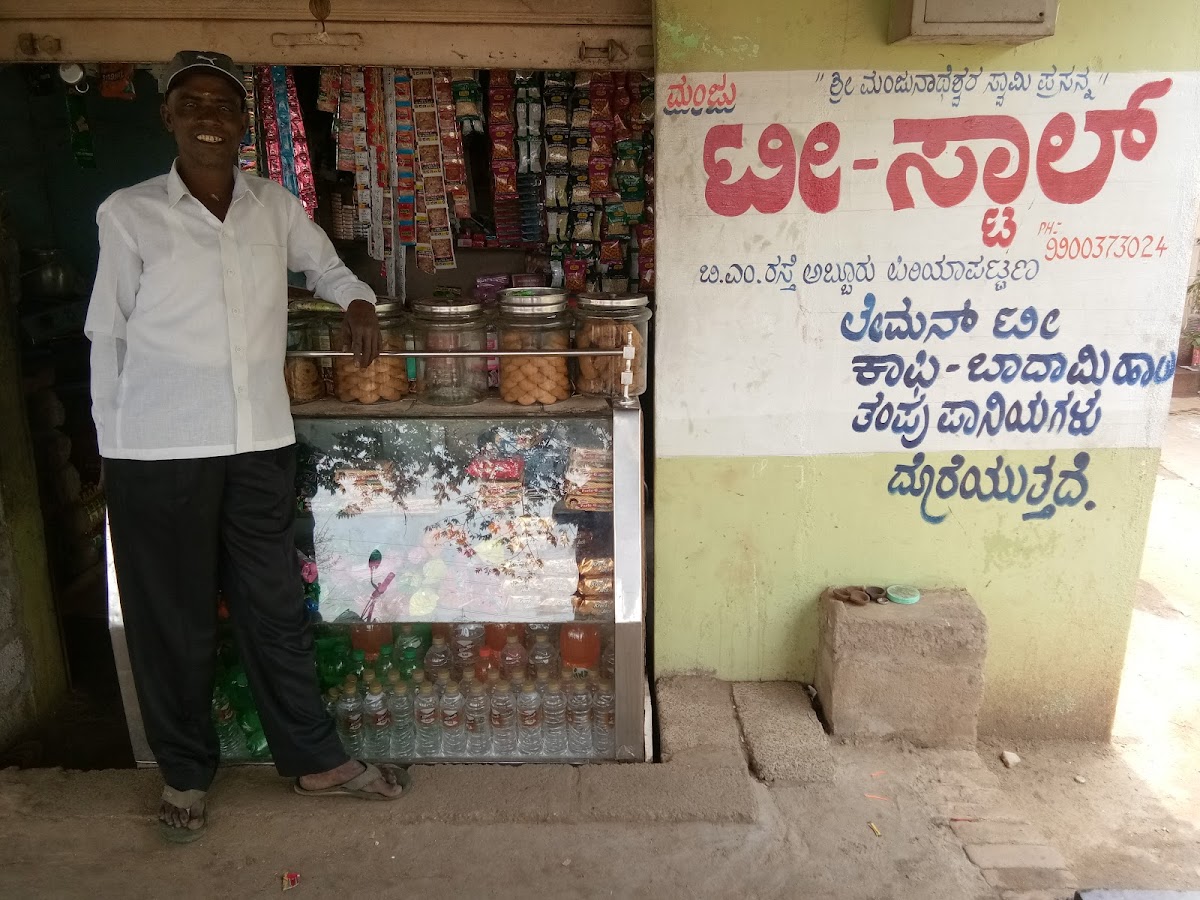 "ಶ್ರೀ ಮಂಜುನಾಥೇಶ್ವರ ಸ್ವಾಮಿ ಪ್ರಸನ್ನ"
ಮಂಜು
ಟೀ-ಸ್ಟಾಲ್
PH:-
9900373024
ಬಿ.ಎಂ.ರಸ್ತೆ ಅಬ್ಬೂರು ಪಿರಿಯಾಪಟ್ಟಣ
ಲೇಮನ್ ಟೀ
ಕಾಫಿ-ಬಾದಾಮಿಹಾಲು
ತಂಪು ಪಾನಿಯಗಳು
ದೊರೆಯುತ್ತದೆ.